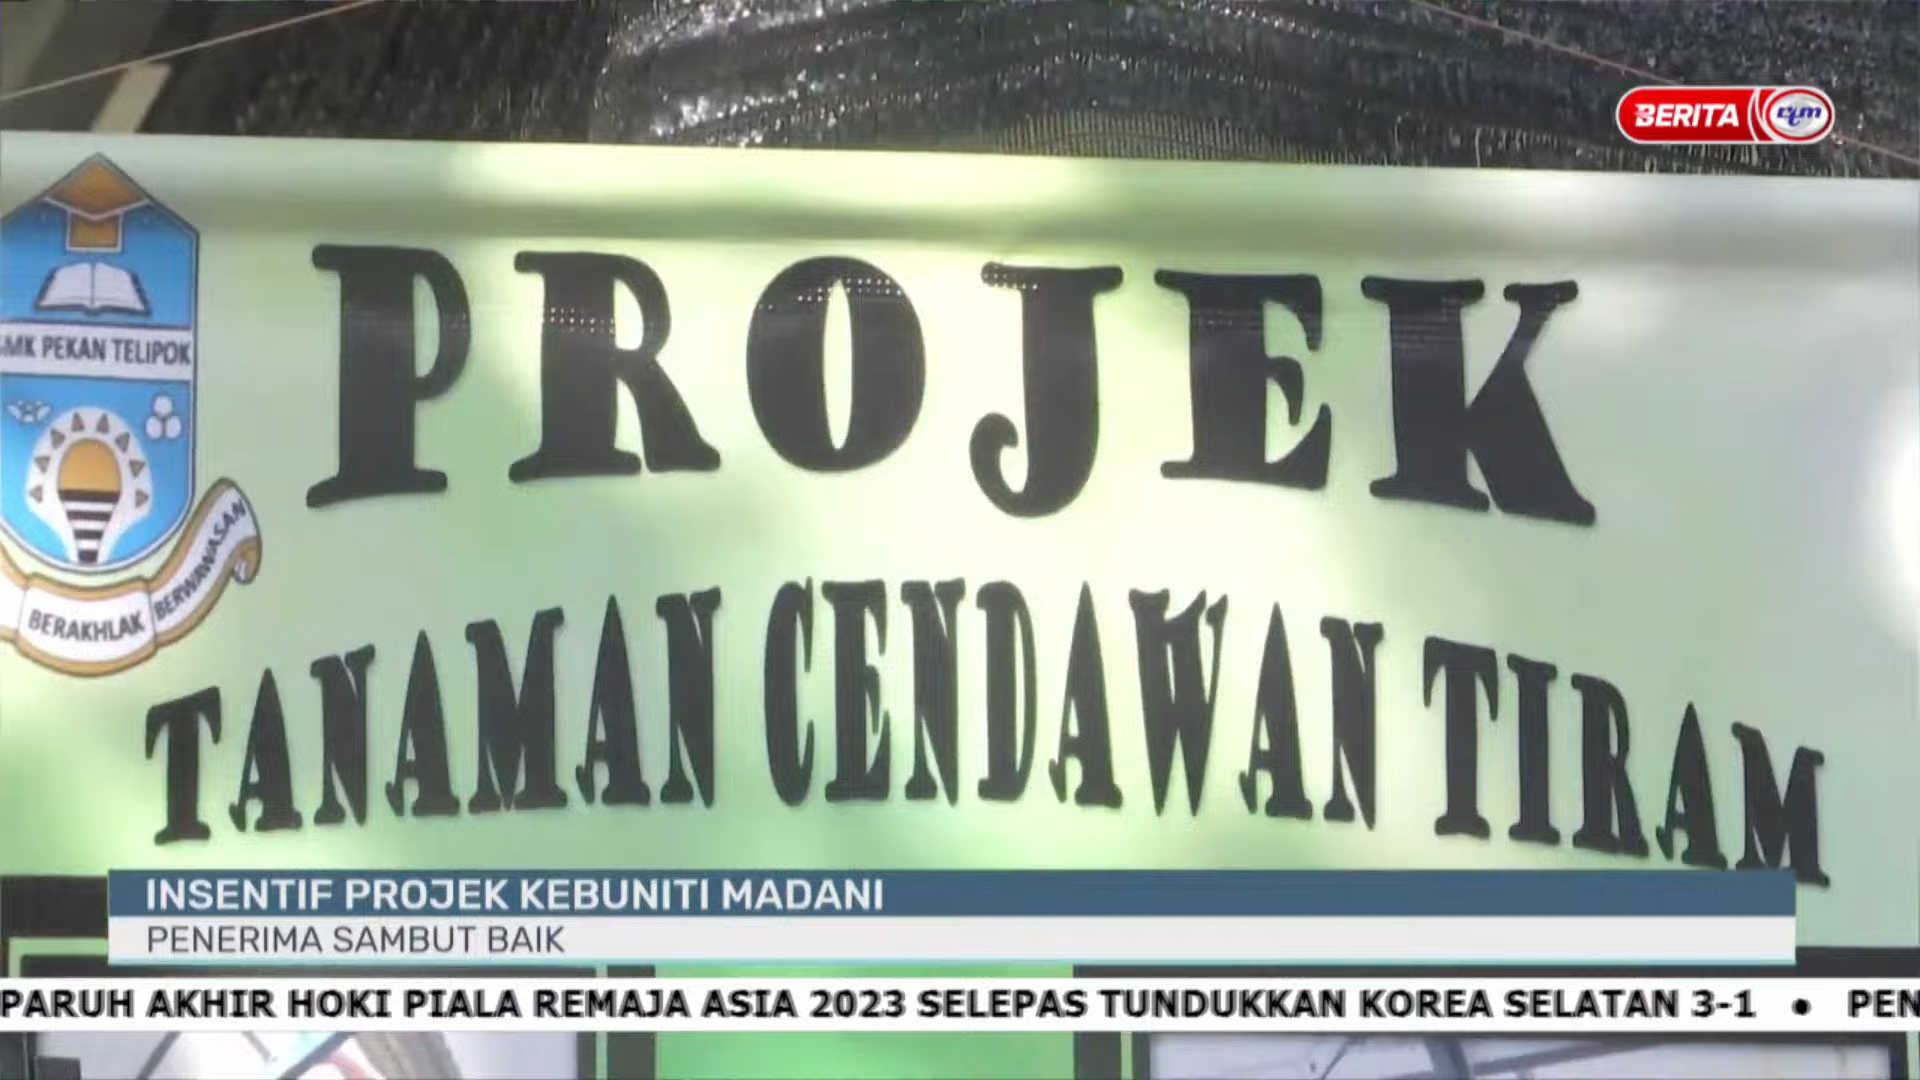 BERITA rtm
PROJEK
SMK PEKAN TELIPOK
BERAKHLAK BERWAWASAN
TANAMAN CENDAWAN TIRAM
INSENTIF PROJEK KEBUNITI MADANI
PENERIMA SAMBUT BAIK
PARUH AKHIR HOKI PIALA REMAJA ASIA 2023 SELEPAS TUNDUKKAN KOREA SELATAN 3-1 • PEN